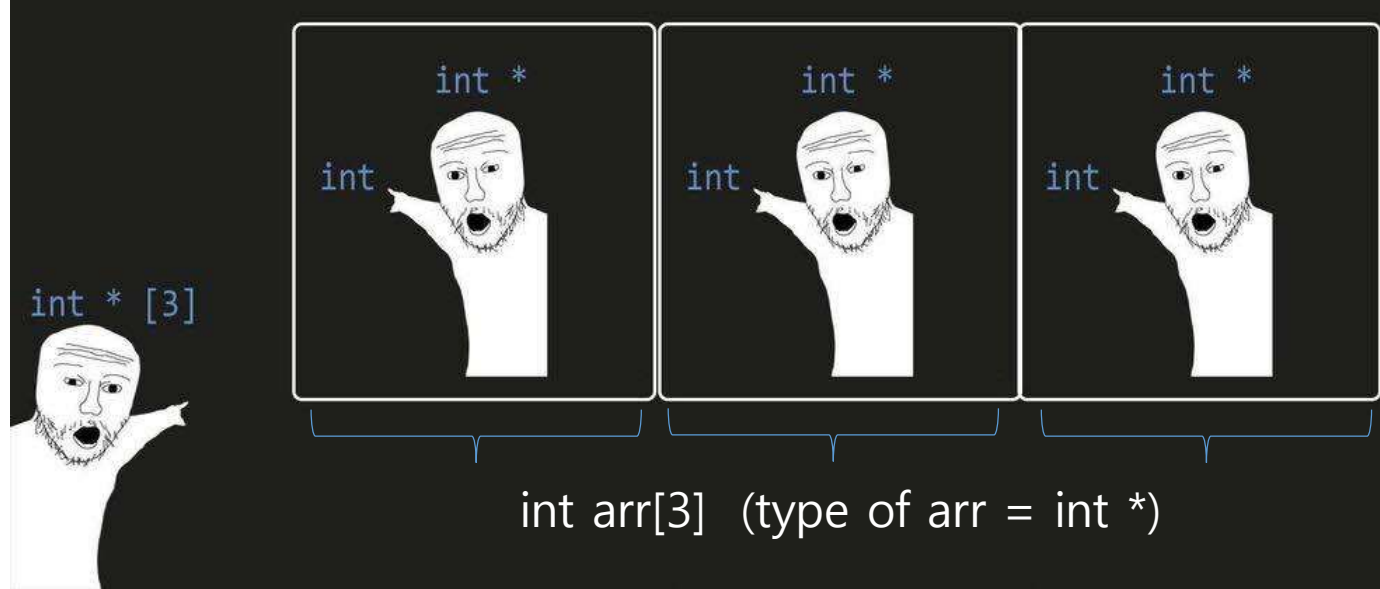 int *
int *
int *
int
int
int
int * [3]
int arr[3] (type of arr = int *)